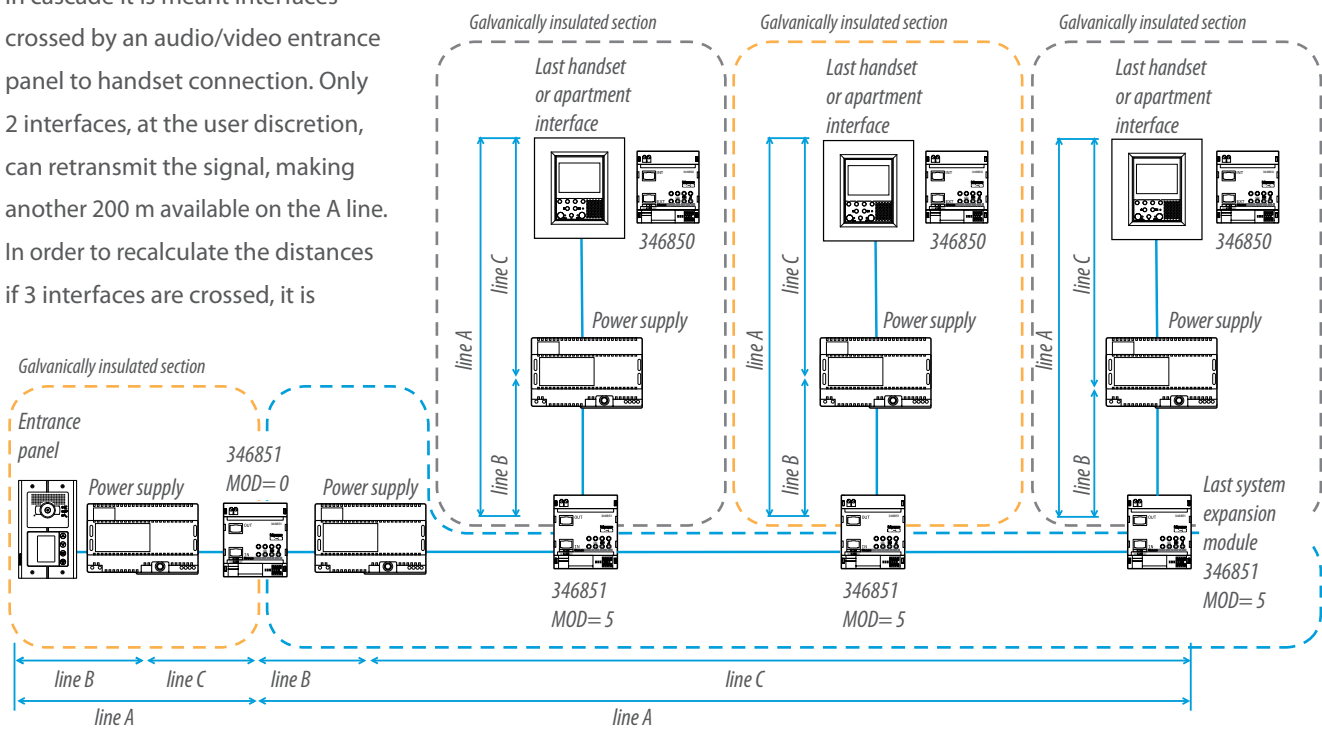 In cascade it is meant interfaces
crossed by an audio/video entrance
panel to handset connection. Only
2 interfaces, at the user discretion,
can retransmit the signal, making
another 200 m available on the A line.
In order to recalculate the distances
if 3 interfaces are crossed, it is
Galvanically insulated section
Last handset
or apartment
interface
346850
line C
line A
Power supply
line B
346851
MOD= 5
Galvanically insulated section
Last handset
or apartment
interface
346850
line C
line A
Power supply
line B
346851
MOD= 5
Galvanically insulated section
Last handset
or apartment
interface
346850
line C
line A
Power supply
line B
Last system
expansion
module
346851
MOD= 5
Galvanically insulated section
Entrance
panel
Power supply
346851
MOD= 0
Power supply
OUT
IN
line B
line C
line B
line C
line A
line A